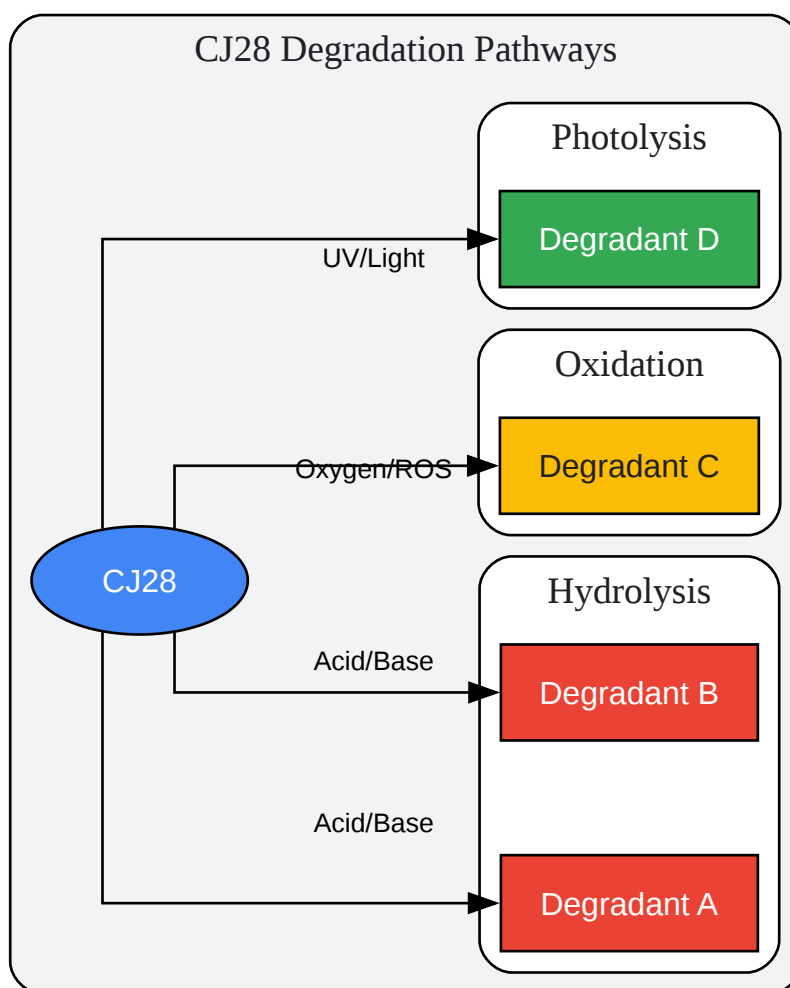 CJ28 Degradation Pathways
Photolysis
Degradant D
UV/Light
Oxidation
Degradant C
Oxygen/ROS
CJ28
Hydrolysis
Acid/Base
Degradant B
Acid/Base
Degradant A